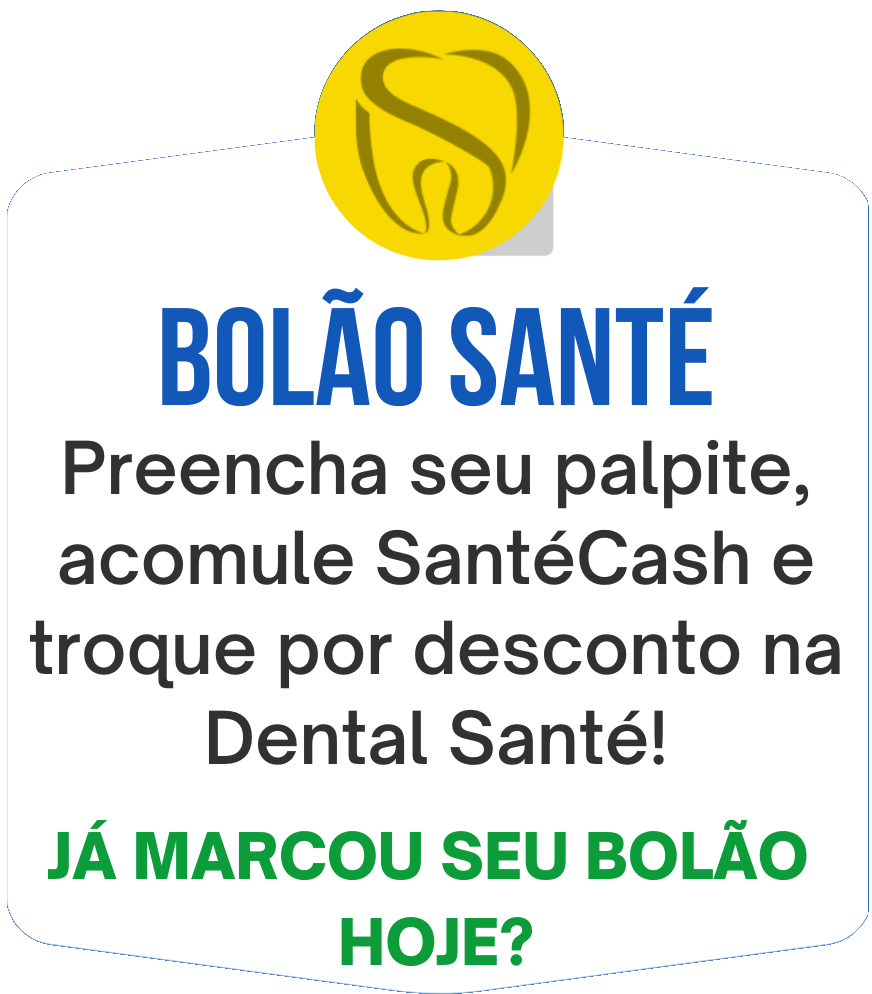 BOLÃO SANTÉ
Preencha seu palpite,
acomule SantéCash e
troque por desconto na
Dental Santé!
JÁ MARCOU SEU BOLÃO
HOJE?